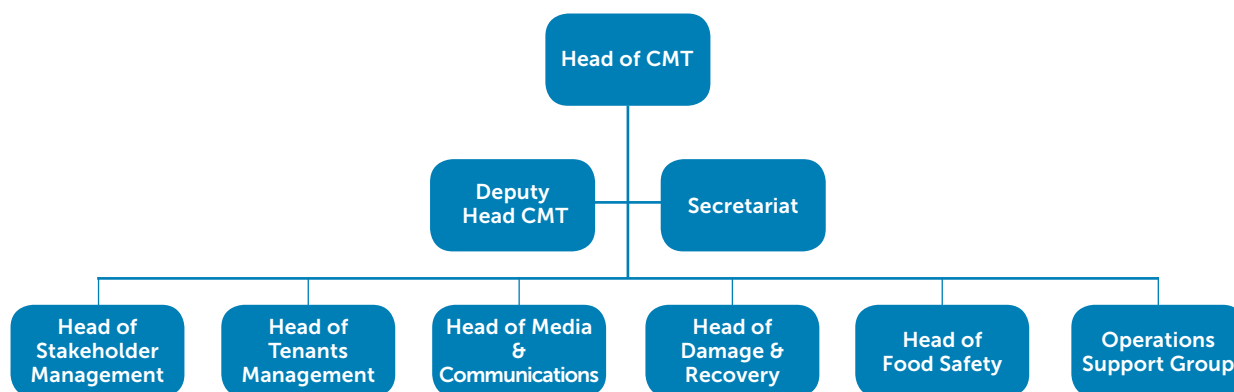 Head of CMT
Deputy
Head CMT
Secretariat
Head of
Stakeholder
Management
Head of
Tenants
Management
Head of Media
&
Communications
Head of
Damage &
Recovery
Head of
Food Safety
Operations
Support Group